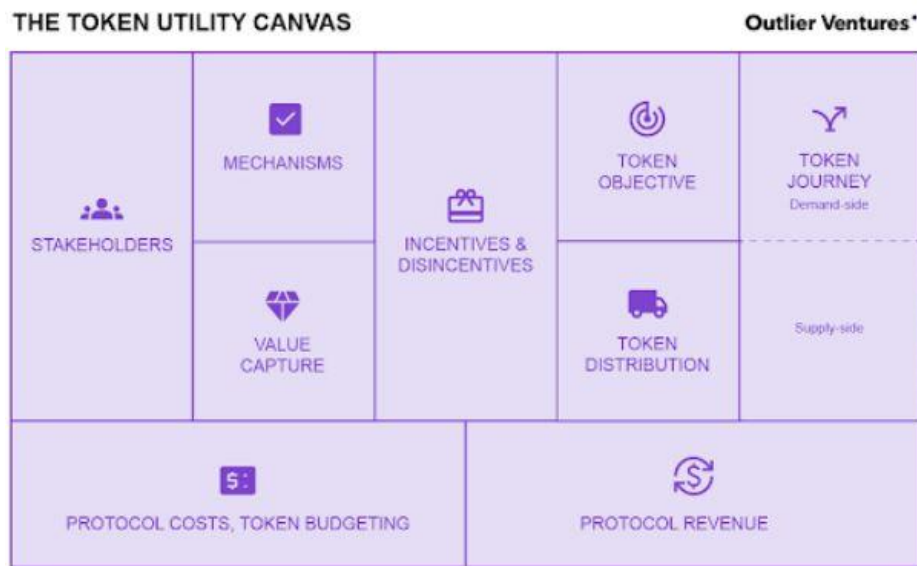 THE TOKEN UTILITY CANVAS
Outlier Ventures
STAKEHOLDERS
MECHANISMS
VALUE
CAPTURE
INCENTIVES &
DISINCENTIVES
TOKEN
OBJECTIVE
TOKEN
DISTRIBUTION
TOKEN
JOURNEY
Demand-side
Supply-side
$
PROTOCOL COSTS, TOKEN BUDGETING
$
PROTOCOL REVENUE